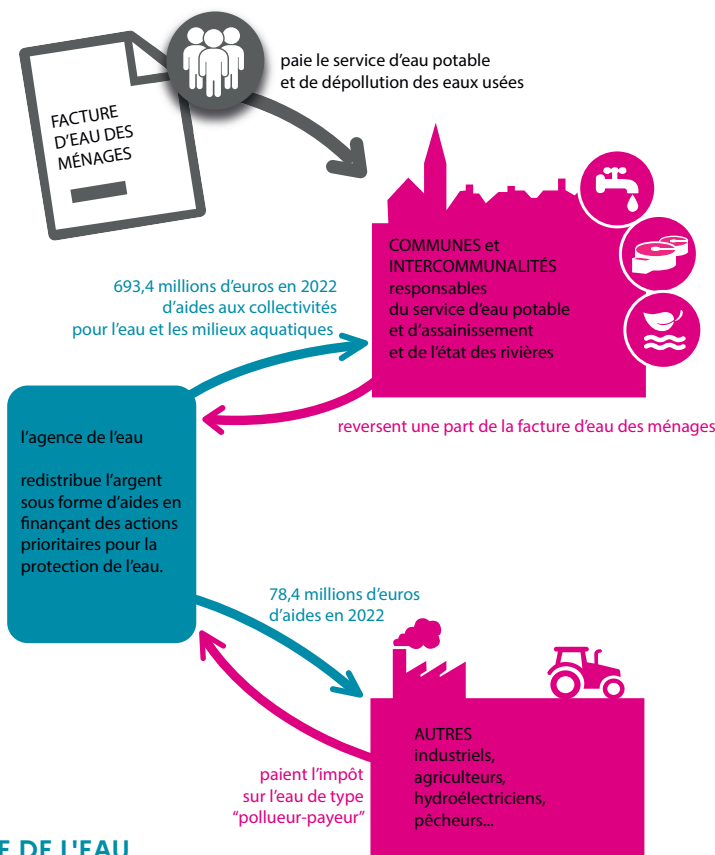 FACTURE
D'EAU DES
MÉNAGES
paie le service d'eau potable
et de dépollution des eaux usées
COMMUNES et
INTERCOMMUNALITÉS
responsables
du service d'eau potable
et d'assainissement
et de l'état des rivières
693,4 millions d'euros en 2022
d'aides aux collectivités
pour l'eau et les milieux aquatiques
reversent une part de la facture d'eau des ménages
l'agence de l'eau
redistribue l'argent
sous forme d'aides en
finançant des actions
prioritaires pour la
protection de l'eau.
78,4 millions d'euros
d'aides en 2022
AUTRES
industriels,
agriculteurs,
hydroélectriciens,
pêcheurs...
paient l'impôt
sur l'eau de type
“pollueur-payeur”
E DE L'EAU